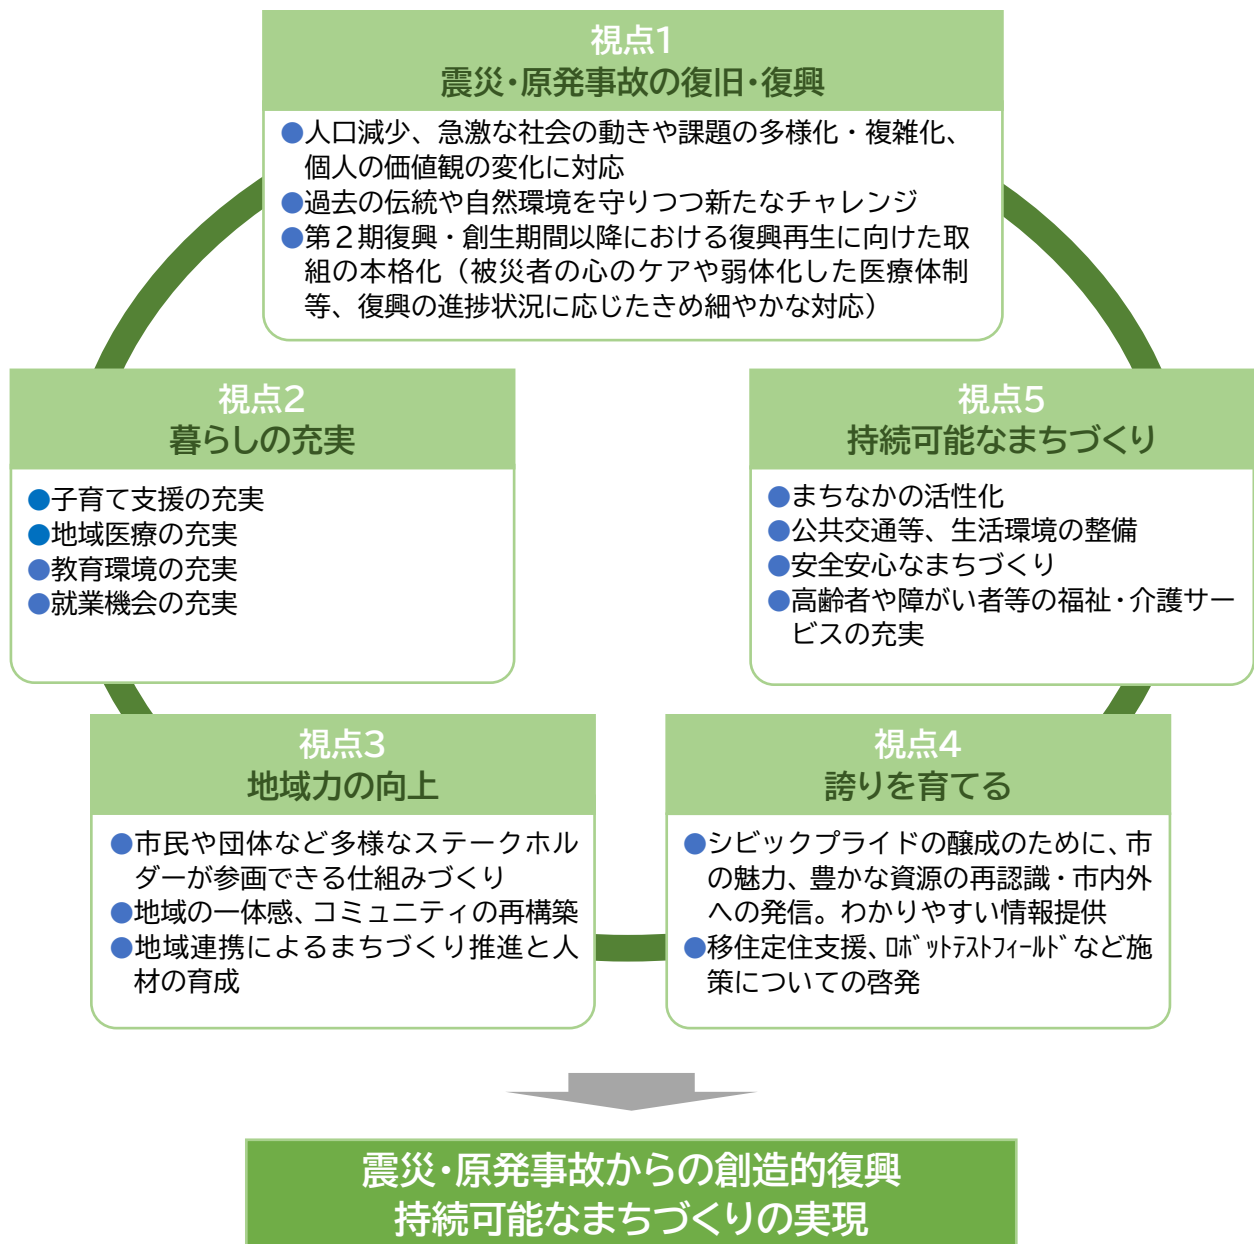 視点1
震災・原発事故の復旧・復興
●人口減少、急激な社会の動きや課題の多様化・複雑化、
個人の価値観の変化に対応
●過去の伝統や自然環境を守りつつ新たなチャレンジ
●第２期復興・創生期間以降における復興再生に向けた取
組の本格化（被災者の心のケアや弱体化した医療体制
等、復興の進捗状況に応じたきめ細やかな対応）
視点2
暮らしの充実
●子育て支援の充実
●地域医療の充実
●教育環境の充実
●就業機会の充実
視点3
地域力の向上
●市民や団体など多様なステークホル
ダーが参画できる仕組みづくり
●地域の一体感、コミュニティの再構築
●地域連携によるまちづくり推進と人
材の育成
視点4
誇りを育てる
●シビックプライドの醸成のために、市
の魅力、豊かな資源の再認識・市内外
への発信。わかりやすい情報提供
●移住定住支援、ﾛﾎﾞｯﾄﾃｽﾄﾌｨｰﾙﾄﾞなど施
策についての啓発
視点5
持続可能なまちづくり
●まちなかの活性化
●公共交通等、生活環境の整備
●安全安心なまちづくり
●高齢者や障がい者等の福祉・介護サー
ビスの充実
震災・原発事故からの創造的復興
持続可能なまちづくりの実現